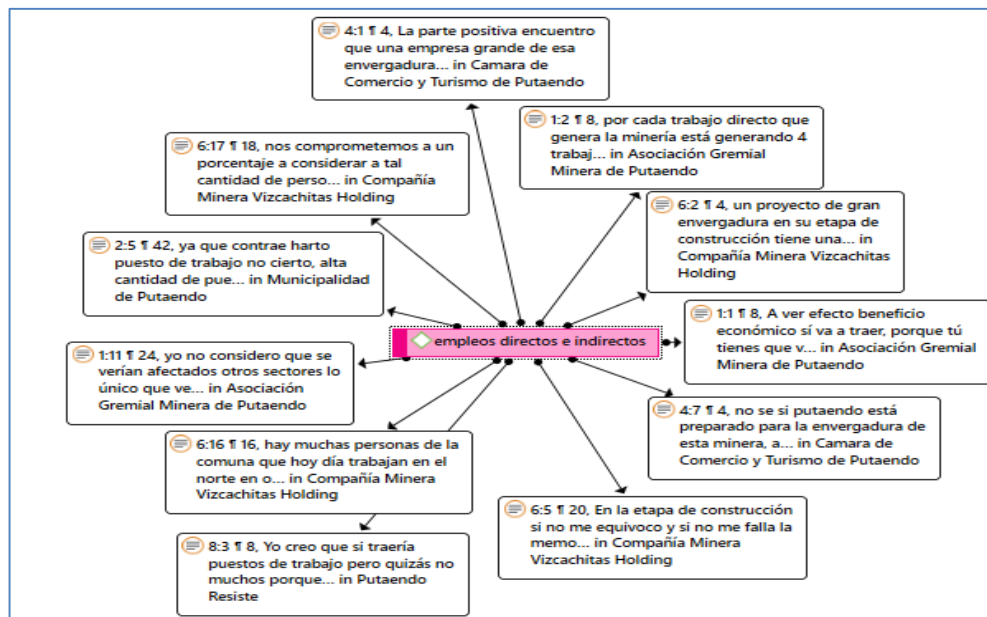 4:1 ¶ 4, La parte positiva encuentro
que una empresa grande de esa
envergadura... in Camara de
Comercio y Turismo de Putaendo
1:2 ¶ 8, por cada trabajo directo que
genera la minería está generando 4
trabaj... in Asociación Gremial
Minera de Putaendo
6:17 ¶ 18, nos comprometemos a un
porcentaje a considerar a tal
cantidad de perso... in Compañía
Minera Vizcachitas Holding
6:2 ¶ 4, un proyecto de gran
envergadura en su etapa de
construcción tiene una... in
Compañía Minera Vizcachitas
Holding
2:5 ¶ 42, ya que contrae harto
puesto de trabajo no cierto, alta
cantidad de pue... in Municipalidad
de Putaendo
1:1 ¶ 8, A ver efecto beneficio
económico sí va a traer, porque tú
tienes que v... in Asociación Gremial
Minera de Putaendo
empleos directos e indirectos
1:11 ¶ 24, yo no considero que se
verían afectados otros sectores lo
único que ve... in Asociación
Gremial Minera de Putaendo
4:7 ¶ 4, no se si putaendo está
preparado para la envergadura de
esta minera, a... in Camara de
Comercio y Turismo de Putaendo
6:16 ¶ 16, hay muchas personas de la
comuna que hoy día trabajan en el
norte en o... in Compañía Minera
Vizcachitas Holding
6:5 ¶ 20, En la etapa de construcción
si no me equivoco y si no me falla la
memo... in Compañía Minera
Vizcachitas Holding
8:3 ¶ 8, Yo creo que si traería
puestos de trabajo pero quizás no
muchos porque... in Putaendo
Resiste